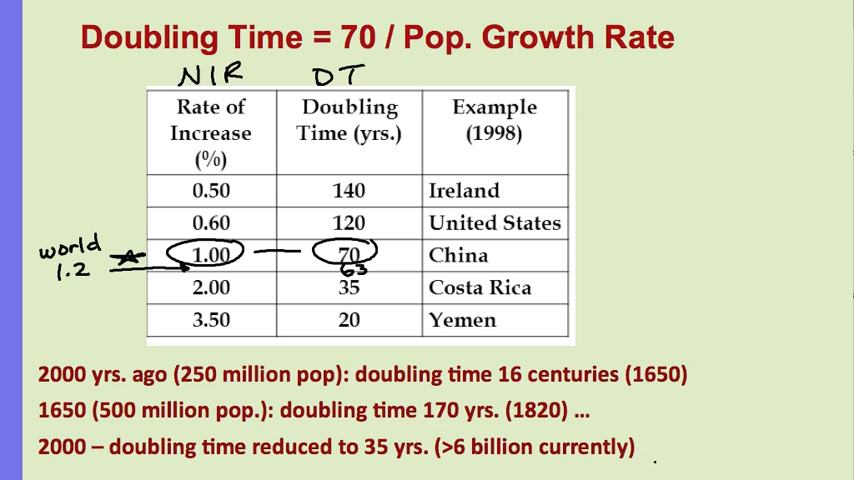 Doubling Time = 70 / Pop. Growth Rate
NIR DT
Rate of Increase (%) Doubling Time (yrs.) Example (1998)
0.50 140 Ireland
0.60 120 United States
world 1.00 70 China
1.2 63
2.00 35 Costa Rica
3.50 20 Yemen
2000 yrs. ago (250 million pop): doubling time 16 centuries (1650)
1650 (500 million pop.): doubling time 170 yrs. (1820) ...
2000 – doubling time reduced to 35 yrs. (>6 billion currently)